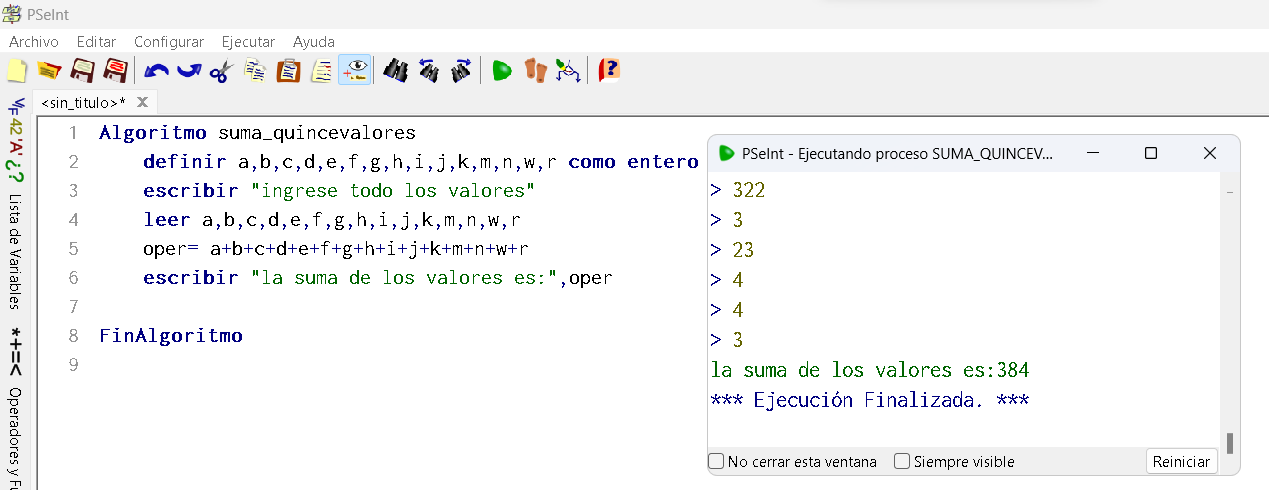 PSeInt
Archivo Editar Configurar Ejecutar Ayuda
<sin_titulo>* X
1 Algoritmo suma_quincevalores
2 definir a,b,c,d,e,f,g,h,i,j,k,m,n,w,r como entero
3 escribir "ingrese todo los valores"
4 leer a,b,c,d,e,f,g,h,i,j,k,m,n,w,r
5 oper= a+b+c+d+e+f+g+h+i+j+k+m+n+w+r
6 escribir "la suma de los valores es:",oper
7
8 FinAlgoritmo
9
42 'A' ¿?
Lista de Variables
*+=<
Operadores y Fu
PSeInt - Ejecutando proceso SUMA_QUINCEV...
> 322
> 3
> 23
> 4
> 4
> 3
la suma de los valores es:384
*** Ejecución Finalizada. ***
No cerrar esta ventana Siempre visible Reiniciar